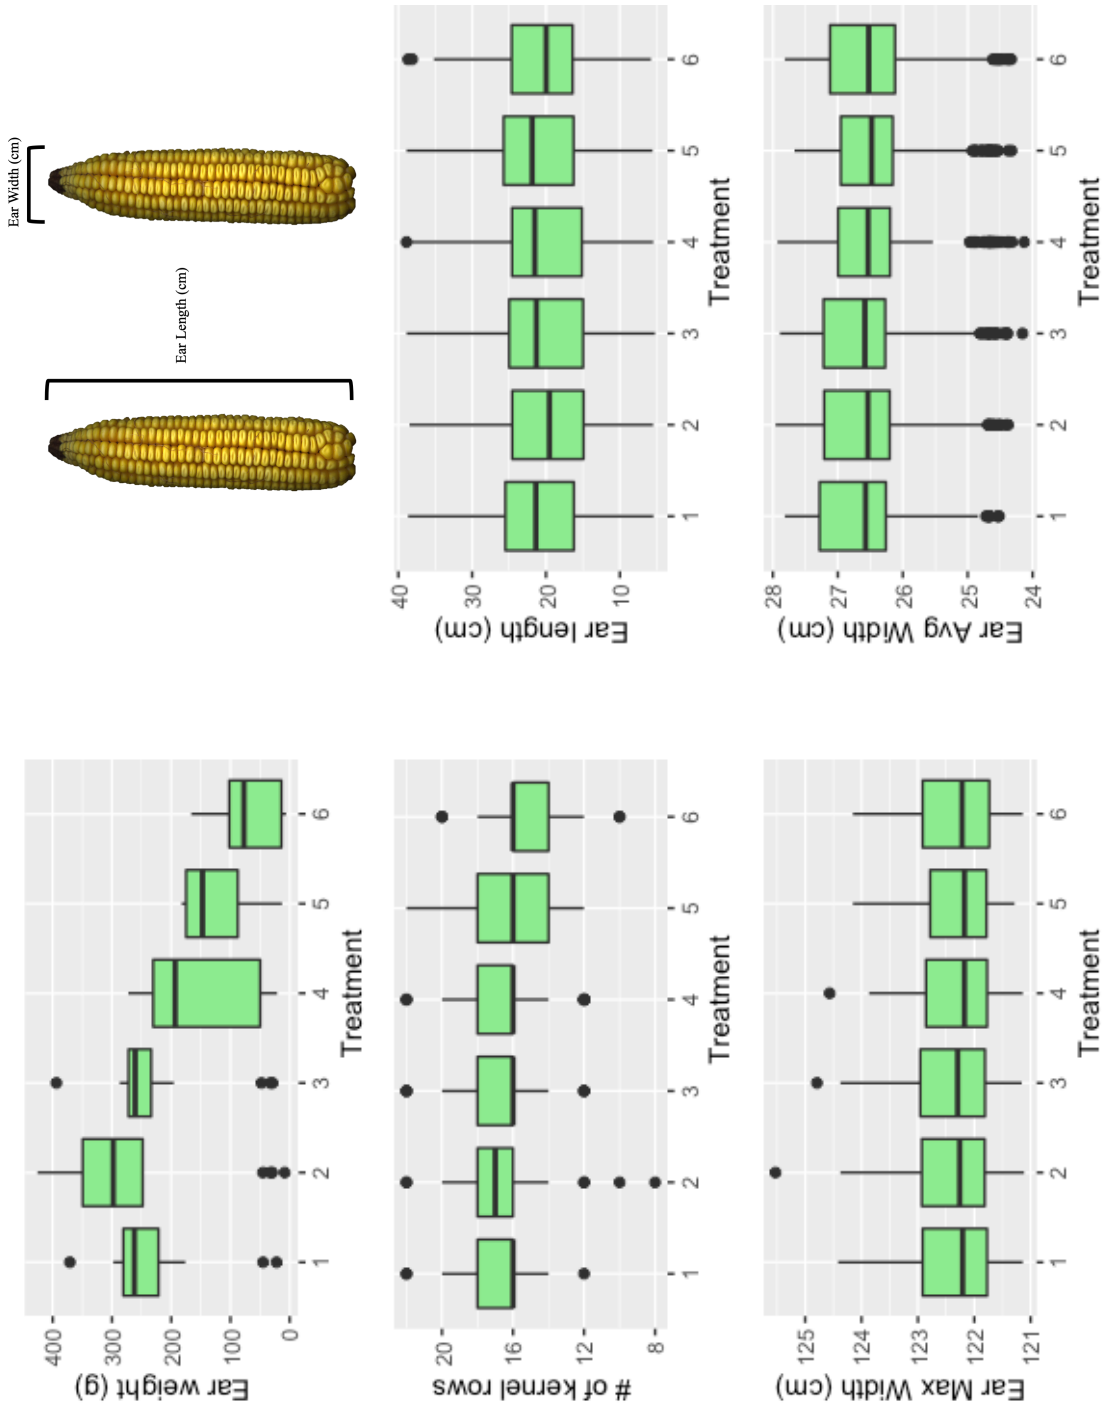 Ear weight (g)
400
300
200
100
0
1 2 3 4 5 6
Treatment
Ear Length (cm)
Ear Width (cm)
# of kernel rows
20
16
12
8
1 2 3 4 5 6
Treatment
Ear length (cm)
40
30
20
10
1 2 3 4 5 6
Treatment
Ear Max Width (cm)
125
124
123
122
121
1 2 3 4 5 6
Treatment
Ear Avg Width (cm)
28
27
26
25
24
1 2 3 4 5 6
Treatment